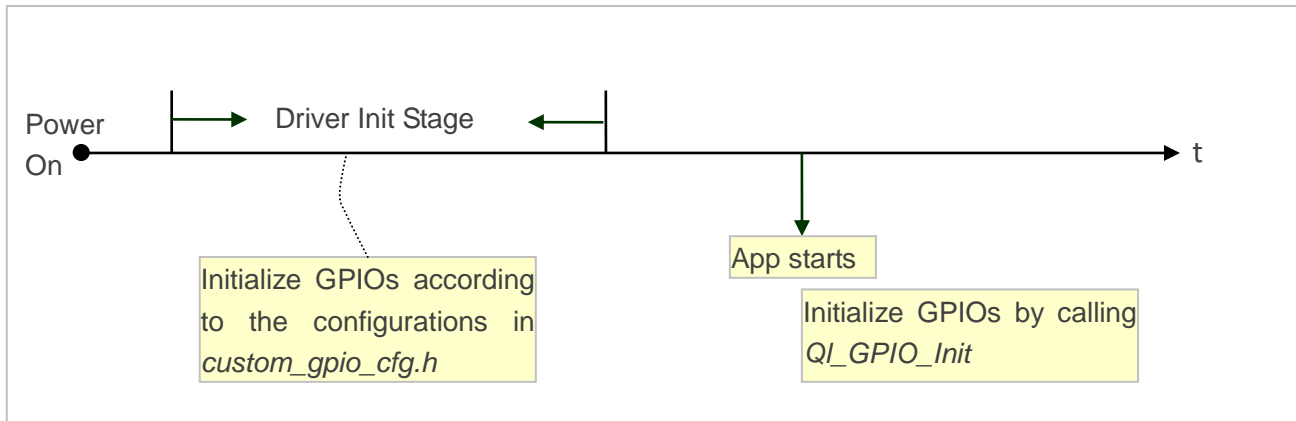 Driver Init Stage
Power
On
t
Initialize GPIOs according
to the configurations in
custom_gpio_cfg.h
App starts
Initialize GPIOs by calling
Ql_GPIO_Init